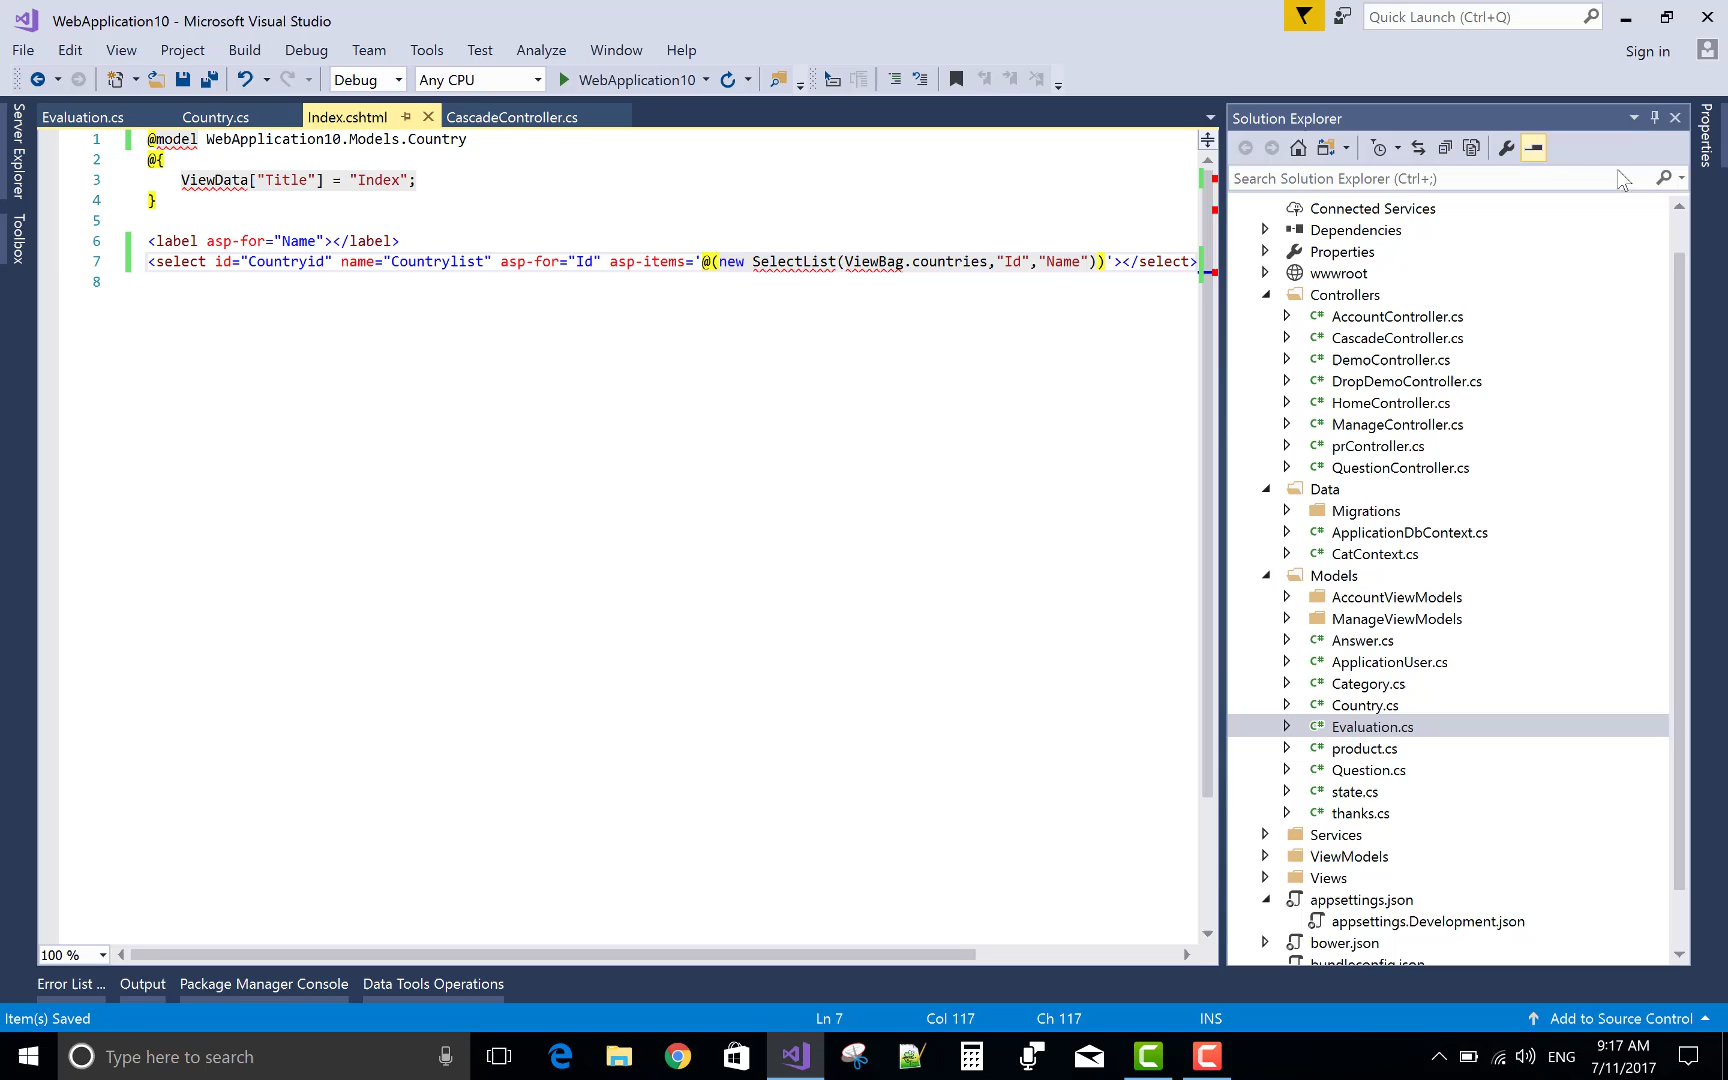 WebApplication10 - Microsoft Visual Studio
Quick Launch (Ctrl+Q)
File Edit View Project Build Debug Team Tools Test Analyze Window Help
Sign in
Debug Any CPU WebApplication10
Server Explorer
Toolbox
Evaluation.cs Country.cs Index.cshtml CascadeController.cs
1 @model WebApplication10.Models.Country
2 @{
3 ViewData["Title"] = "Index";
4 }
5
6 <label asp-for="Name"></label>
7 <select id="Countryid" name="Countrylist" asp-for="Id" asp-items='@(new SelectList(ViewBag.countries,"Id","Name"))'></select>
8
100 %
Solution Explorer
Search Solution Explorer (Ctrl+;)
Connected Services
Dependencies
Properties
wwwroot
Controllers
C# AccountController.cs
C# CascadeController.cs
C# DemoController.cs
C# DropDemoController.cs
C# HomeController.cs
C# ManageController.cs
C# prController.cs
C# QuestionController.cs
Data
Migrations
C# ApplicationDbContext.cs
C# CatContext.cs
Models
AccountViewModels
ManageViewModels
C# Answer.cs
C# ApplicationUser.cs
C# Category.cs
C# Country.cs
C# Evaluation.cs
C# product.cs
C# Question.cs
C# state.cs
C# thanks.cs
Services
ViewModels
Views
appsettings.json
appsettings.Development.json
bower.json
bundleconfig.json
Properties
Error List ... Output Package Manager Console Data Tools Operations
Item(s) Saved Ln 7 Col 117 Ch 117 INS Add to Source Control
Type here to search
ENG
9:17 AM
7/11/2017